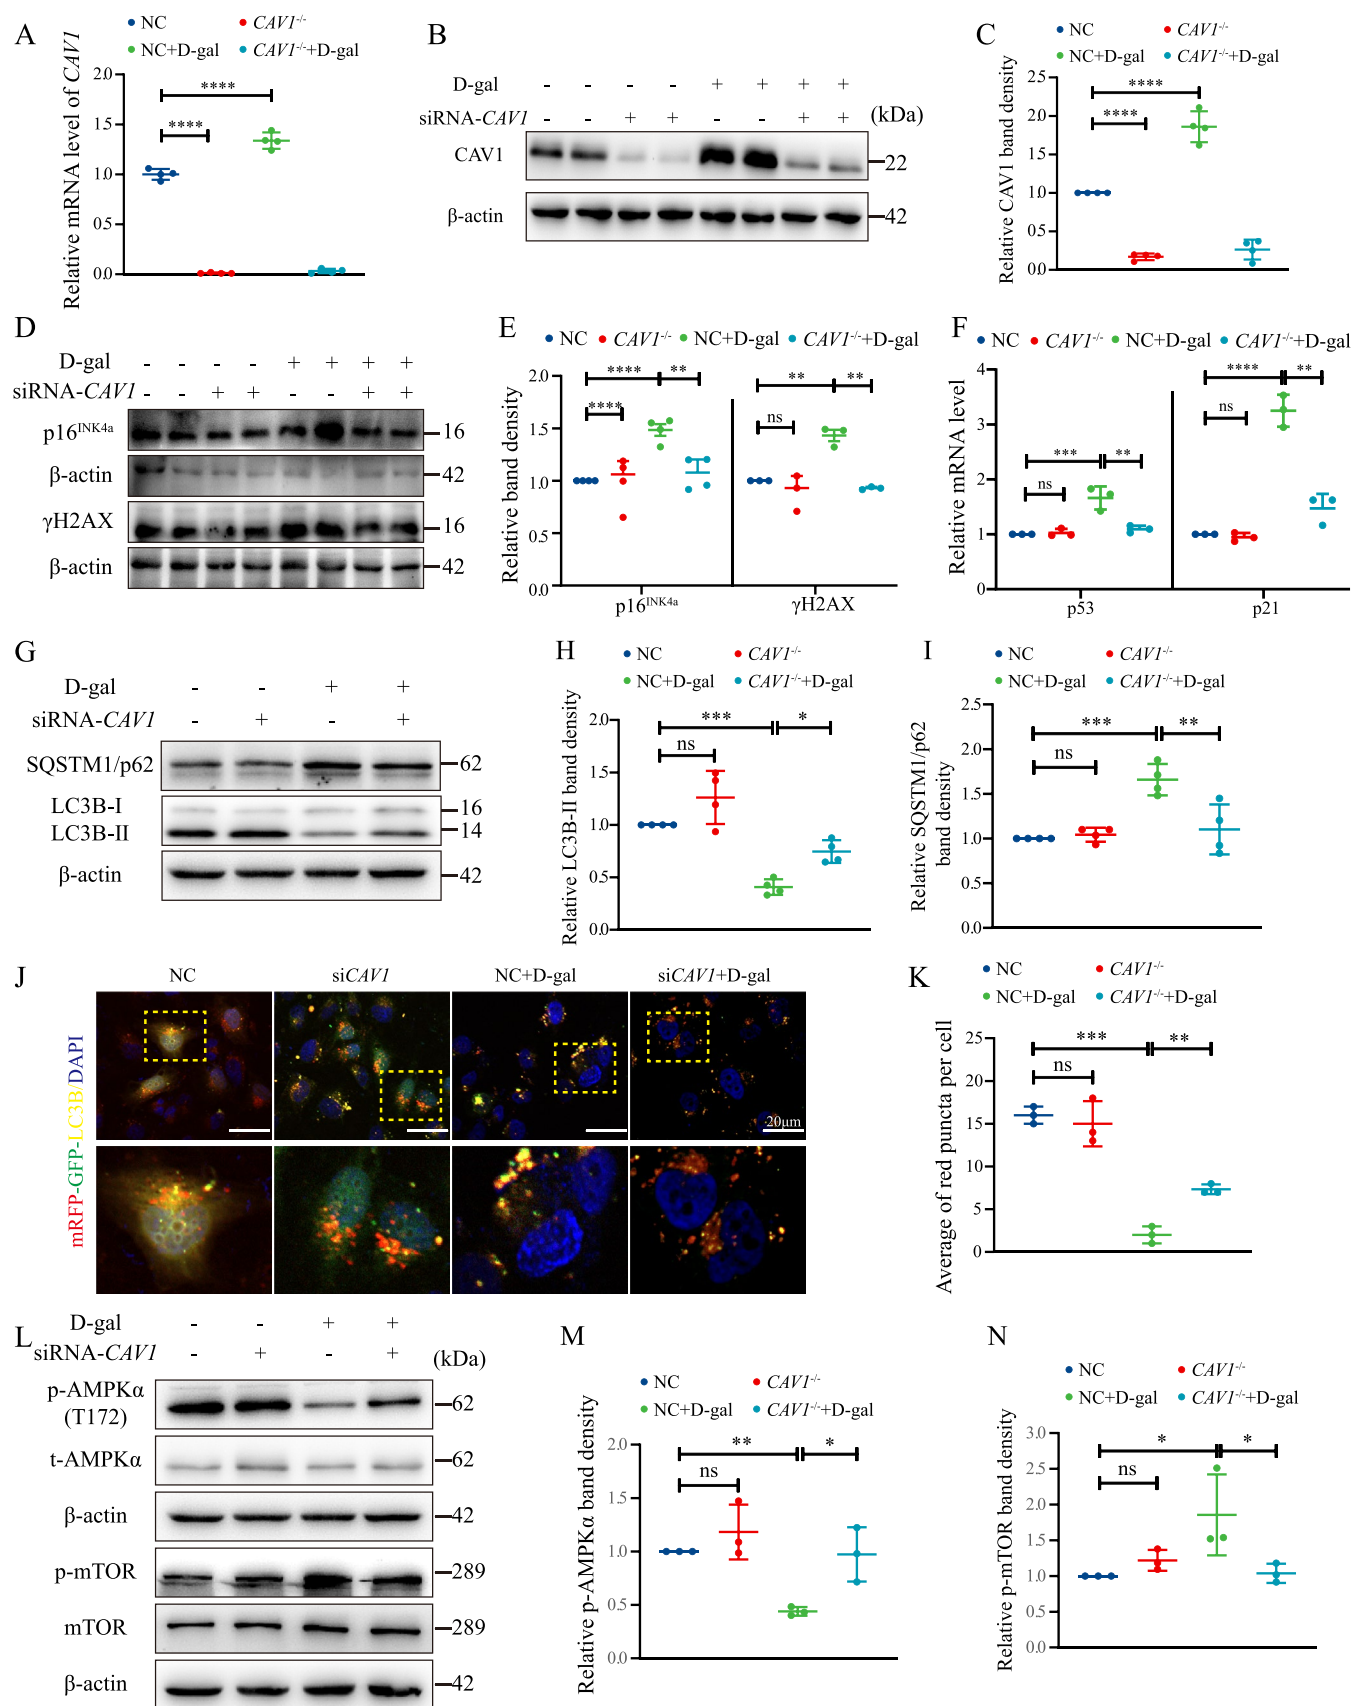 A
NC
CAV1-/-
NC+D-gal
CAV1-/-+D-gal
Relative mRNA level of CAV1
2.0
1.5
1.0
0.5
0.0
****
****
B
D-gal - - - - + + + +
siRNA-CAV1 - - + + - - + +
(kDa)
CAV1
22
β-actin
42
C
NC
CAV1-/-
NC+D-gal
CAV1-/-+D-gal
Relative CAV1 band density
2.5
2.0
1.5
1.0
0.5
0.0
****
****
D
D-gal - - - - + + + +
siRNA-CAV1 - - + + - - + +
p16INK4a
16
β-actin
42
γH2AX
16
β-actin
42
E
NC CAV1-/- NC+D-gal CAV1-/-+D-gal
Relative band density
2.0
1.5
1.0
0.5
0.0
**** **
****
** **
ns
p16INK4a γH2AX
F
NC CAV1-/- NC+D-gal CAV1-/-+D-gal
Relative mRNA level
4
3
2
1
0
*** **
ns
**** **
ns
p53 p21
G
D-gal - - + +
siRNA-CAV1 - + - +
SQSTM1/p62
62
LC3B-I
16
LC3B-II
14
β-actin
42
H
NC
CAV1-/-
NC+D-gal
CAV1-/-+D-gal
Relative LC3B-II band density
2.0
1.5
1.0
0.5
0.0
*** *
ns
I
NC
CAV1-/-
NC+D-gal
CAV1-/-+D-gal
Relative SQSTM1/p62
band density
2.5
2.0
1.5
1.0
0.5
0.0
*** **
ns
J
NC siCAV1 NC+D-gal siCAV1+D-gal
mRFP-GFP-LC3B/DAPI
20μm
K
NC
CAV1-/-
NC+D-gal
CAV1-/-+D-gal
Average of red puncta per cell
25
20
15
10
5
0
*** **
ns
L
D-gal - - + +
siRNA-CAV1 - + - +
(kDa)
p-AMPKα
(T172)
62
t-AMPKα
62
β-actin
42
p-mTOR
289
mTOR
289
β-actin
42
M
NC
CAV1-/-
NC+D-gal
CAV1-/-+D-gal
Relative p-AMPKα band density
2.0
1.5
1.0
0.5
0.0
** *
ns
N
NC
CAV1-/-
NC+D-gal
CAV1-/-+D-gal
Relative p-mTOR band density
3.0
2.5
2.0
1.5
1.0
0.5
0.0
* *
ns